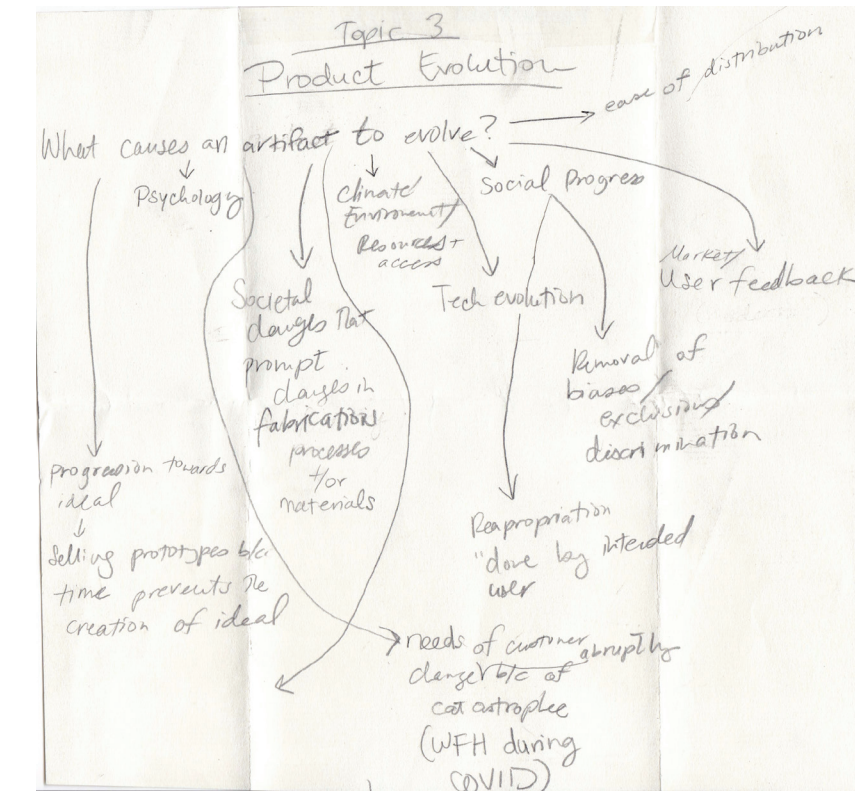 Topic 3
Product Evolution
ease of distribution
What causes an artifact to evolve?
Psychology
Climate/
Environment/
Resources +
access
Social Progress
Market/
User feedback
Societal
changes that
prompt
changes in
fabrication
processes
+/or
materials
Tech evolution
Removal of
biases/
exclusions/
discrimination
progression towards
ideal
Selling prototypes b/c
time prevents the
creation of ideal
Reapropriation
"done by intended
user
needs of customer abruptly
change b/c of
catastrophee
(WFH during
COVID)